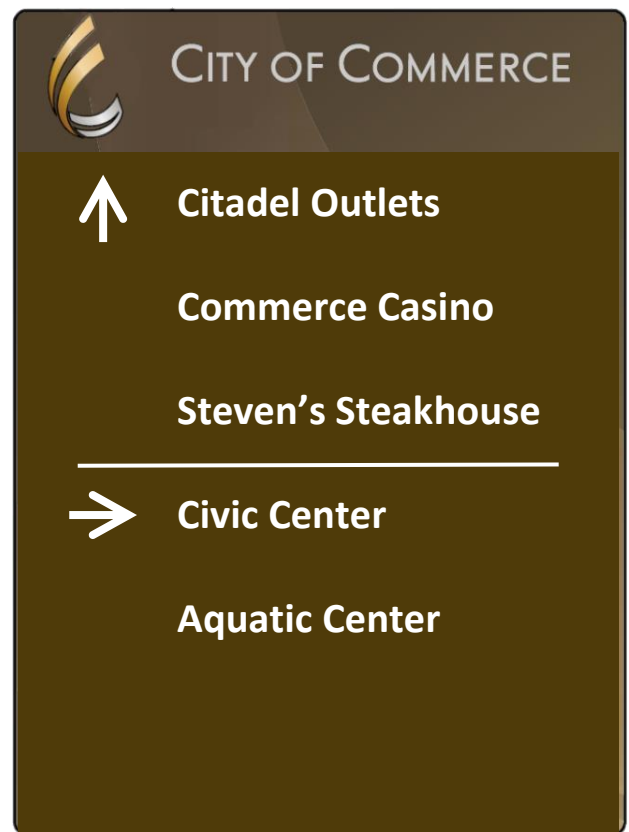 CITY OF COMMERCE
Citadel Outlets
Commerce Casino
Steven’s Steakhouse
Civic Center
Aquatic Center